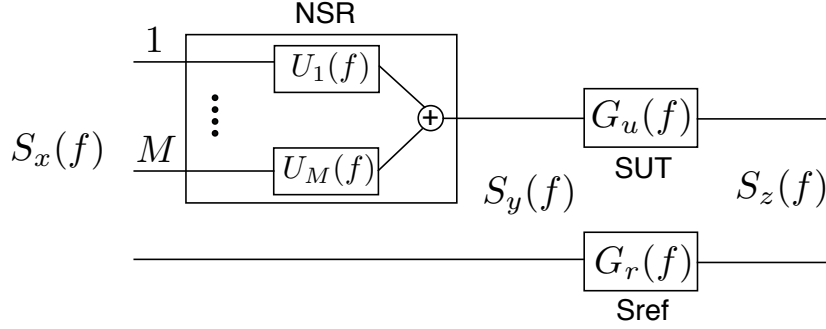 NSR
1
U_1(f)
+
G_u(f)
S_x(f)
M
U_M(f)
SUT
S_y(f)
S_z(f)
G_r(f)
Sref